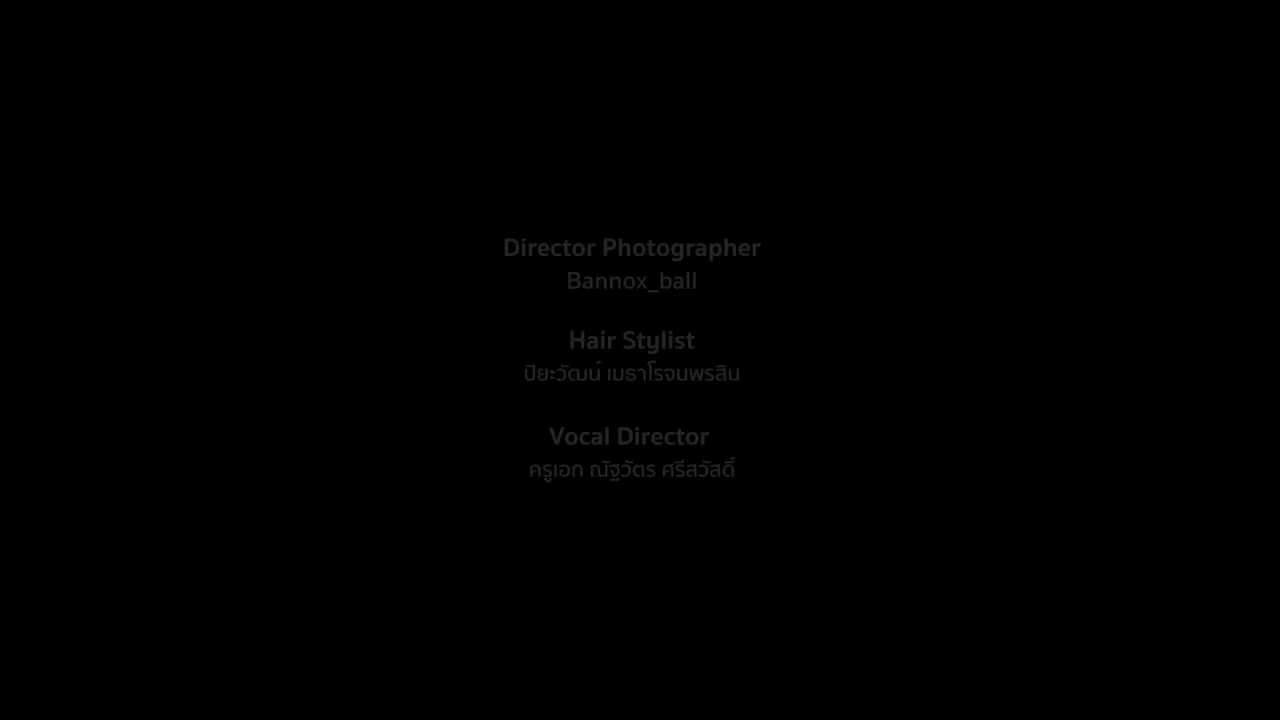 Director Photographer
Bannox_ball
Hair Stylist
ปิยะวัฒน์ เมธาโรจนพรสิน
Vocal Director
ครูเอก ณัฐวัตร ศรีสวัสดิ์